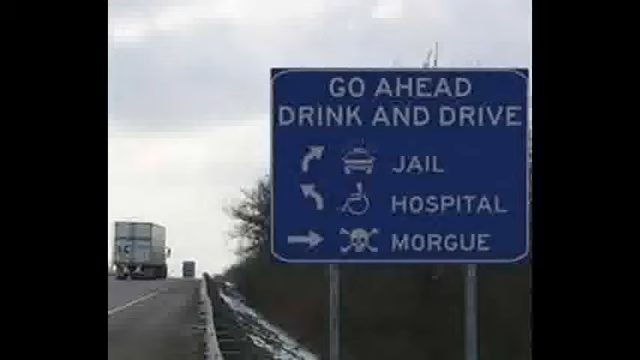 GO AHEAD
DRINK AND DRIVE
JAIL
HOSPITAL
MORGUE